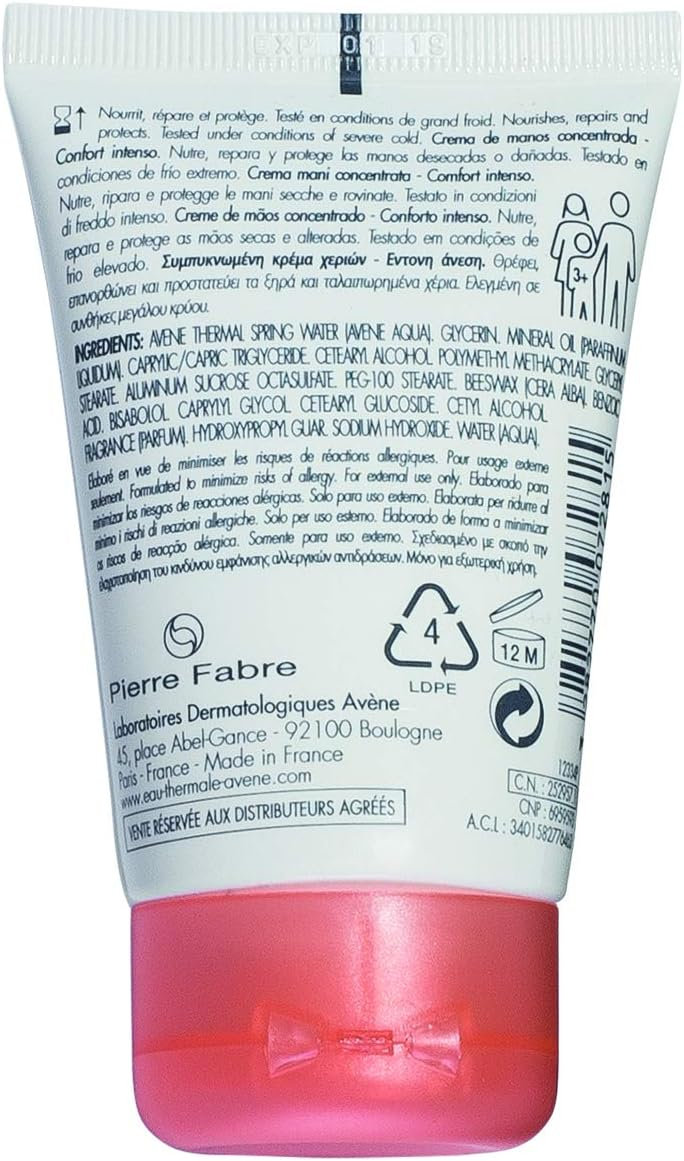 EXP 01 19
Nourrit, répare et protège. Testé en conditions de grand froid. Nourishes, repairs and
protects. Tested under conditions of severe cold. Crema de manos concentrada -
Confort intenso. Nutre, repara y protege las manos desecadas o dañadas. Testado en
condiciones de frío extremo. Crema mani concentrata - Comfort intenso.
Nutre, ripara e protegge le mani secche e rovinate. Testato in condizioni
di freddo intenso. Creme de mãos concentrado - Conforto intenso. Nutre,
repara e protege as mãos secas e alteradas. Testado em condições de
frio elevado. Συμπυκνωμένη κρέμα χεριών - Εντονη άνεση. Θρέφει,
επανορθώνει και προστατεύει τα ξηρά και ταλαιπωρημένα χέρια. Ελεγμένη σε
συνθήκες μεγάλου κρύου.
3+
INGREDIENTS: AVENE THERMAL SPRING WATER (AVENE AQUA). GLYCERIN. MINERAL OIL (PARAFFINUM
LIQUIDUM). CAPRYLIC/CAPRIC TRIGLYCERIDE. CETEARYL ALCOHOL. POLYMETHYL METHACRYLATE. GLYCERYL
STEARATE. ALUMINUM SUCROSE OCTASULFATE. PEG-100 STEARATE. BEESWAX (CERA ALBA). BENZOIC
ACID. BISABOLOL. CAPRYLYL GLYCOL. CETEARYL GLUCOSIDE. CETYL ALCOHOL.
FRAGRANCE (PARFUM). HYDROXYPROPYL GUAR. SODIUM HYDROXIDE. WATER (AQUA).
Elaboré en vue de minimiser les risques de réactions allergiques. Pour usage externe
seulement. Formulated to minimize risks of allergy. For external use only. Elaborado para
minimizar los riesgos de reacciones alérgicas. Solo para uso externo. Elaborata per ridurre al
minimo i rischi di reazioni allergiche. Solo per uso esterno. Elaborado de forma a minimizar
os riscos de reacção alérgica. Somente para uso externo. Σχεδιασμένο με σκοπό την
ελαχιστοποίηση του κινδύνου εμφάνισης αλλεργικών αντιδράσεων. Μόνο για εξωτερική χρήση.
4
LDPE
12 M
Pierre Fabre
Laboratoires Dermatologiques Avène
45, place Abel-Gance - 92100 Boulogne
Paris - France - Made in France
www.eau-thermale-avene.com
VENTE RÉSERVÉE AUX DISTRIBUTEURS AGRÉÉS
C.N. : 252957
CNP :
A.C.L :